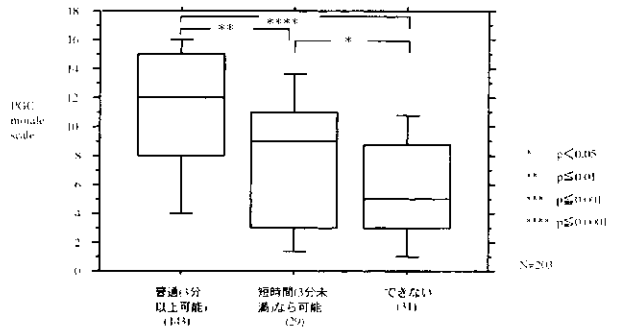 18
16
14
12
10
8
6
4
2
0
PGC
morale
scale
****
**
*
* p<0.05
** p≦0.01
*** p≦0.001
**** p≦0.0001
N=203
普通(3分
以上可能)
(143)
短時間(3分未
満)なら可能
(29)
できない
(31)